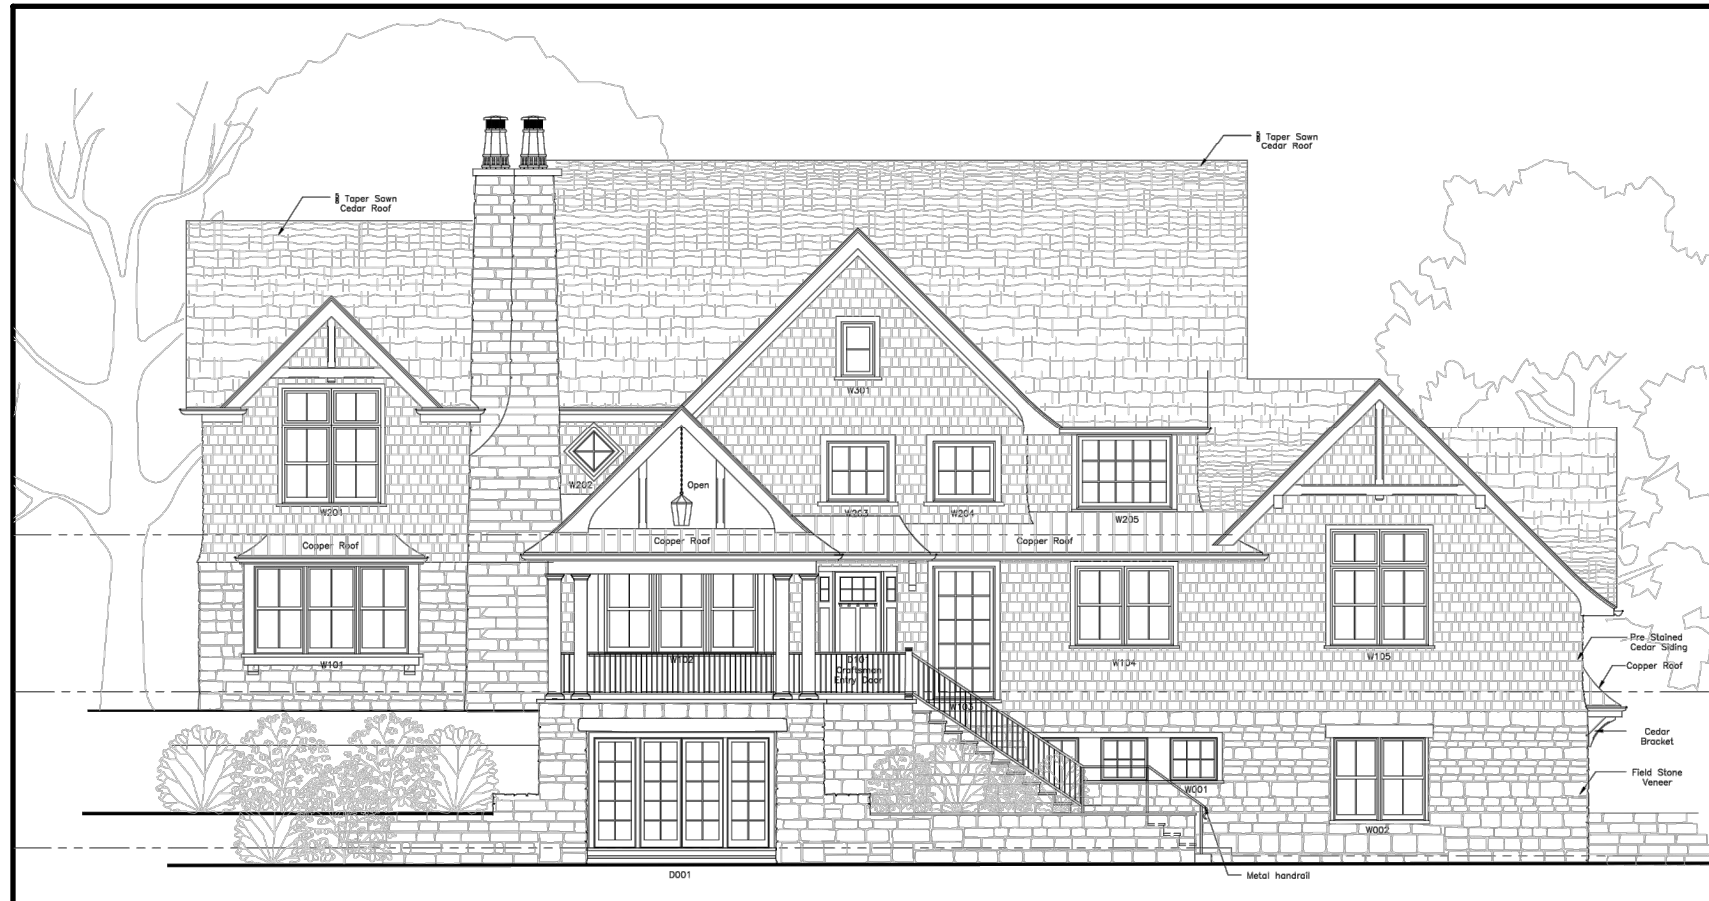 Taper Sawn
Cedar Roof
Taper Sawn
Cedar Roof
W301
W202
Open
W201
W203
W204
W205
Copper Roof
Copper Roof
Copper Roof
W101
W102
D101
Craftsman
Entry Door
W103
W104
W105
Pre Stained
Cedar Siding
Copper Roof
Cedar
Bracket
Field Stone
Veneer
W001
W002
D001
Metal handrail